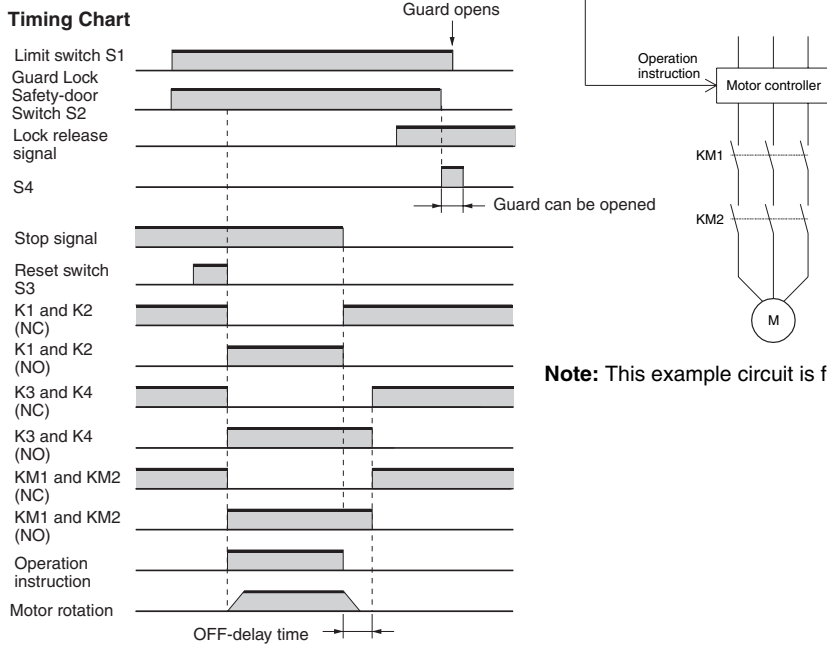 Timing Chart
Guard opens
Limit switch S1
Guard Lock
Safety-door
Switch S2
Lock release
signal
S4
Guard can be opened
Stop signal
Reset switch
S3
K1 and K2
(NC)
K1 and K2
(NO)
K3 and K4
(NC)
K3 and K4
(NO)
KM1 and KM2
(NC)
KM1 and KM2
(NO)
Operation
instruction
Motor rotation
OFF-delay time
Operation
instruction
Motor controller
KM1
KM2
M
Note: This example circuit is f